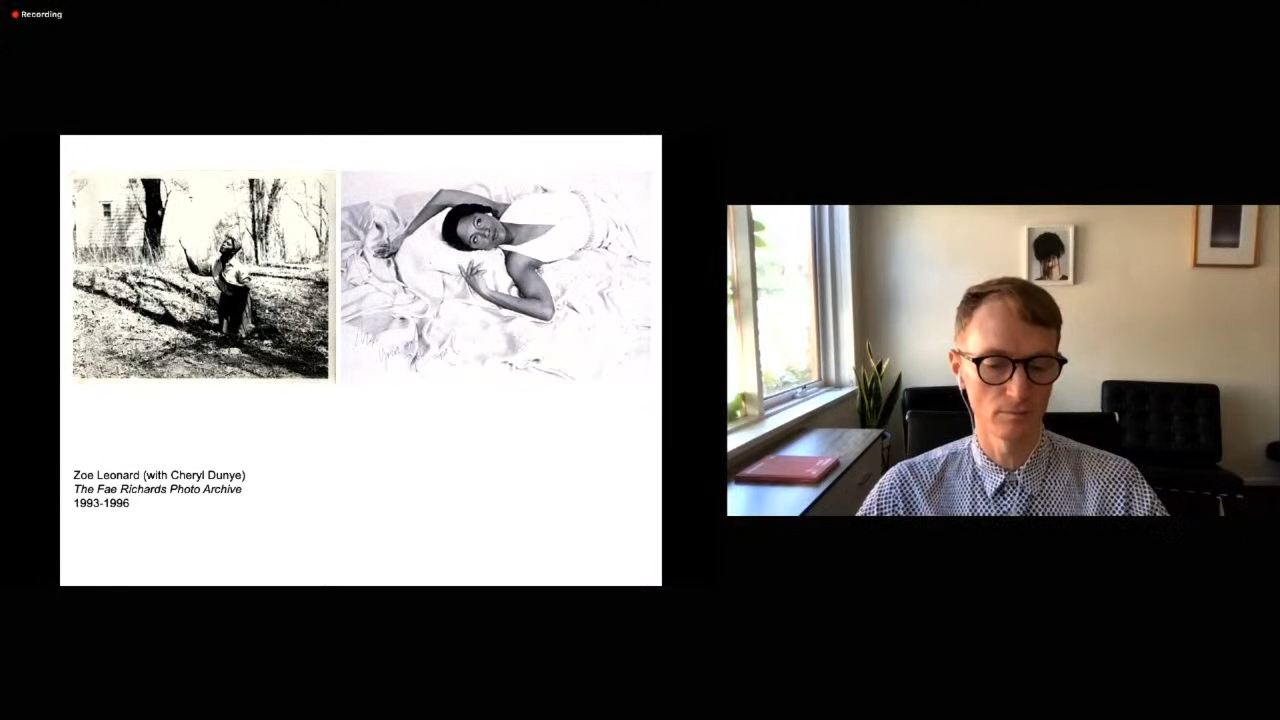 Recording
Zoe Leonard (with Cheryl Dunye)
The Fae Richards Photo Archive
1993-1996